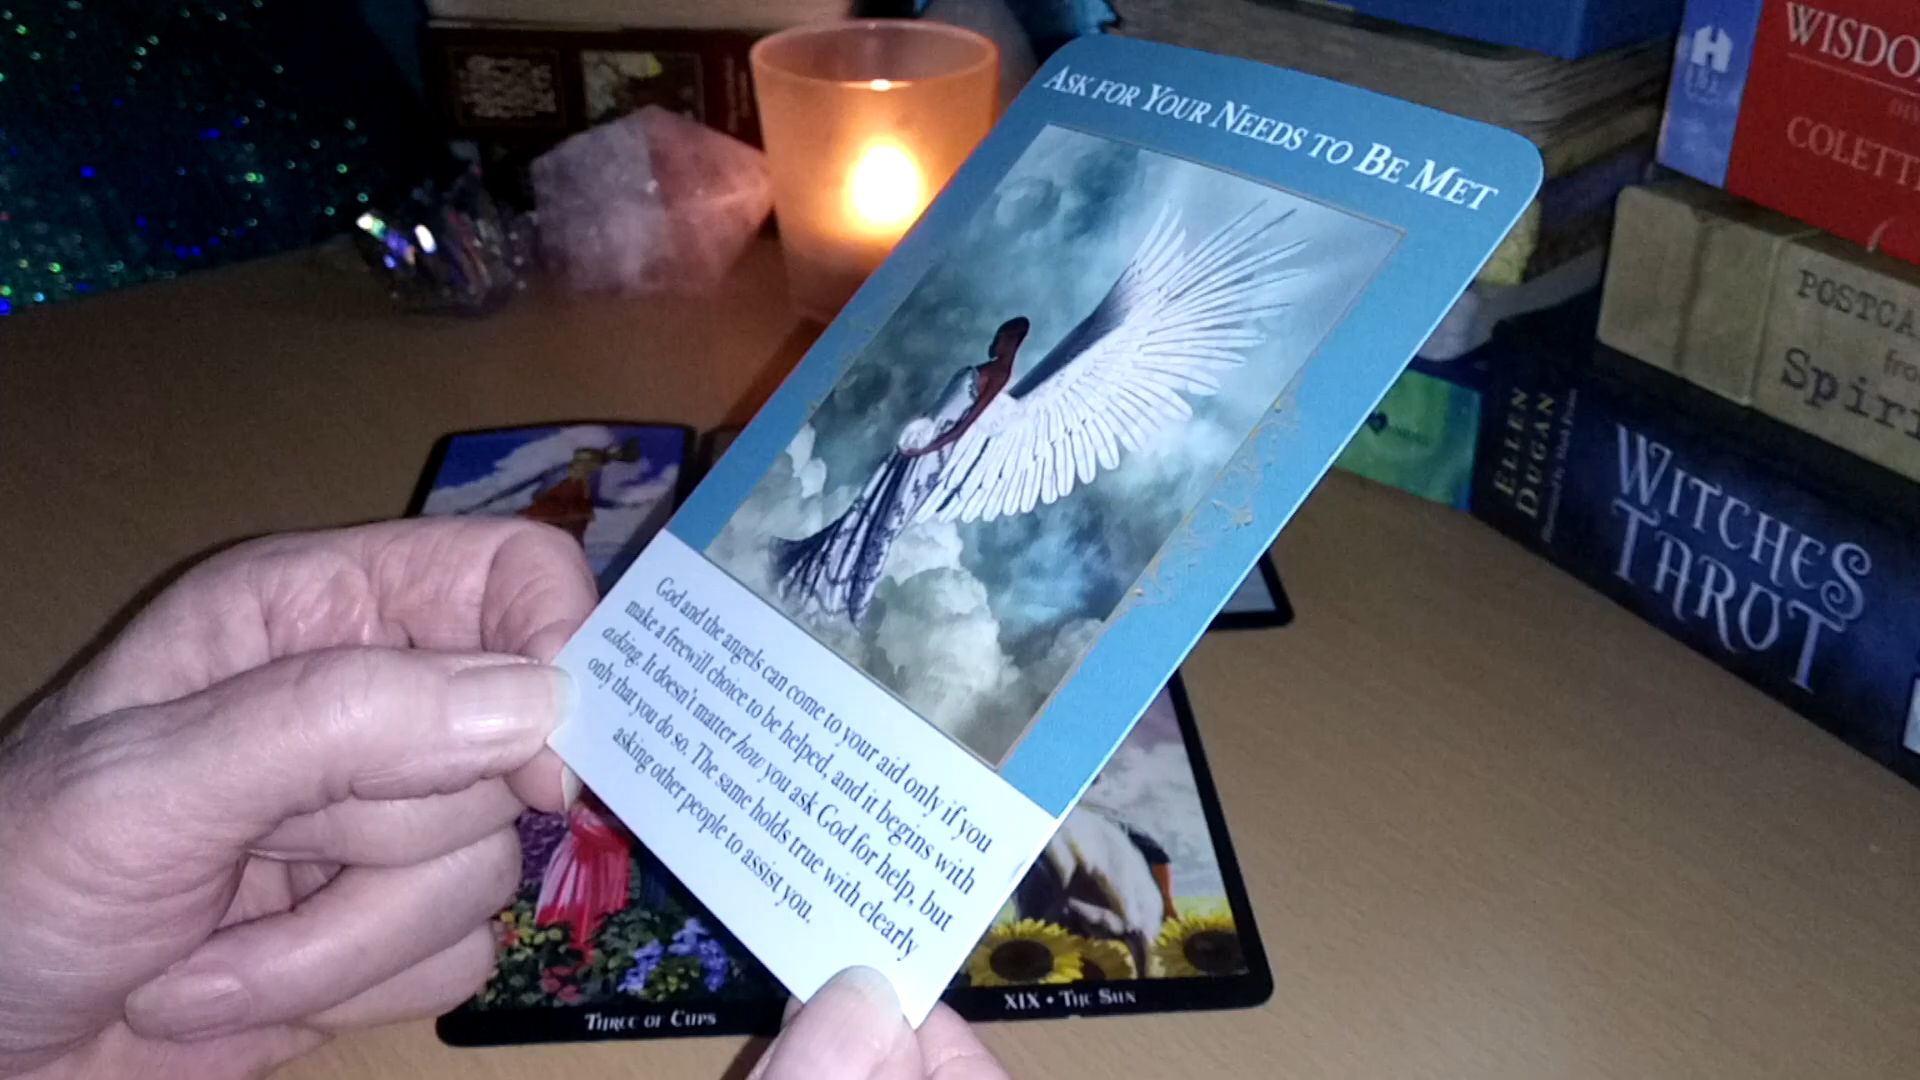 ASK FOR YOUR NEEDS TO BE MET
God and the angels can come to your aid only if you
make a freewill choice to be helped, and it begins with
asking. It doesn't matter how you ask God for help, but
only that you do so. The same holds true with clearly
asking other people to assist you.
THREE OF CUPS
XIX • THE SUN
WISDO
COLETT
POSTCA
fro
Spiri
ELLEN
DUGAN
WITCHES
TAROT